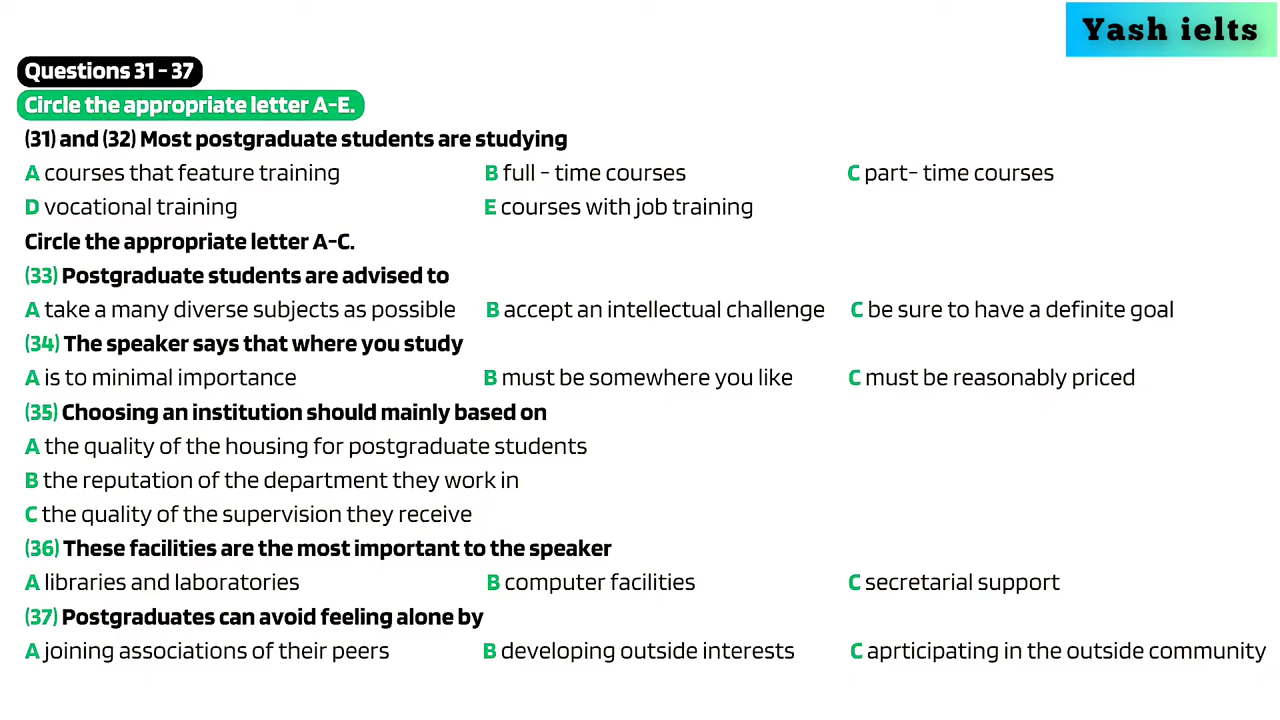 Yash ielts
Questions 31 - 37
Circle the appropriate letter A-E.
(31) and (32) Most postgraduate students are studying
A courses that feature training B full - time courses C part- time courses
D vocational training E courses with job training
Circle the appropriate letter A-C.
(33) Postgraduate students are advised to
A take a many diverse subjects as possible B accept an intellectual challenge C be sure to have a definite goal
(34) The speaker says that where you study
A is to minimal importance B must be somewhere you like C must be reasonably priced
(35) Choosing an institution should mainly based on
A the quality of the housing for postgraduate students
B the reputation of the department they work in
C the quality of the supervision they receive
(36) These facilities are the most important to the speaker
A libraries and laboratories B computer facilities C secretarial support
(37) Postgraduates can avoid feeling alone by
A joining associations of their peers B developing outside interests C aprticipating in the outside community